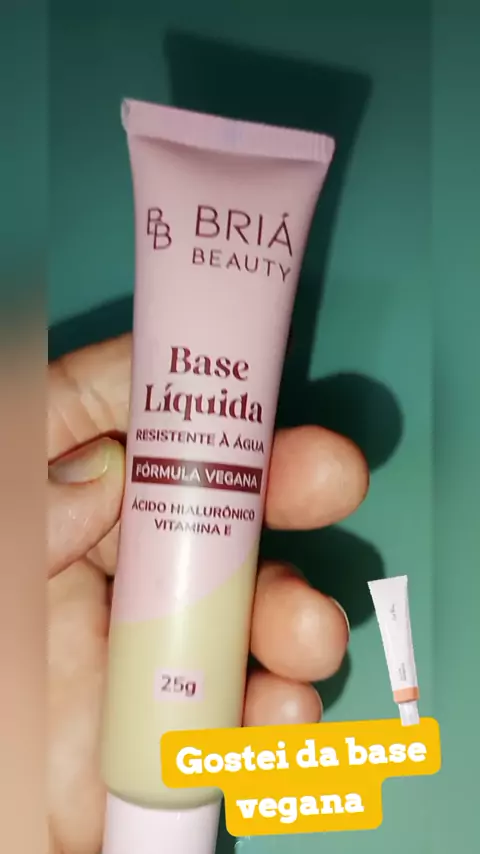 BB BRIÁ
BEAUTY
Base
Líquida
RESISTENTE À ÁGUA
FÓRMULA VEGANA
ÁCIDO HIALURÔNICO
VITAMINA E
25g
Gostei da base
vegana